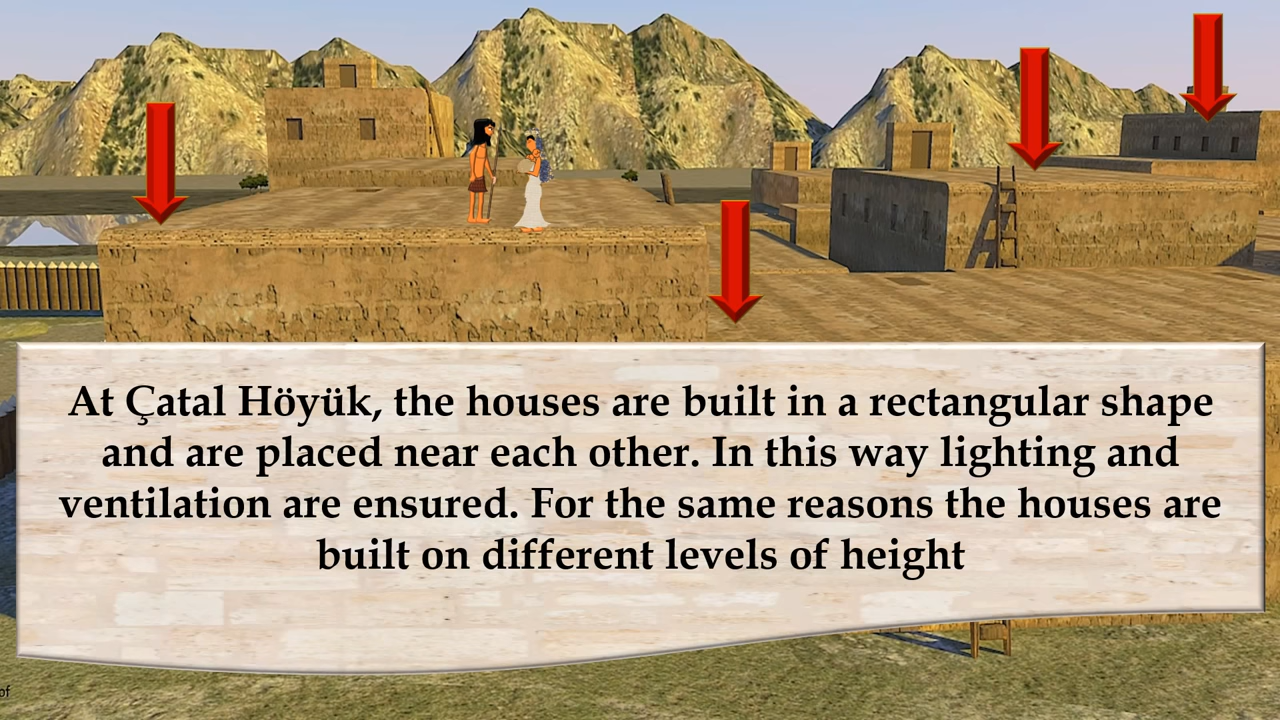 At Çatal Höyük, the houses are built in a rectangular shape
and are placed near each other. In this way lighting and
ventilation are ensured. For the same reasons the houses are
built on different levels of height
of